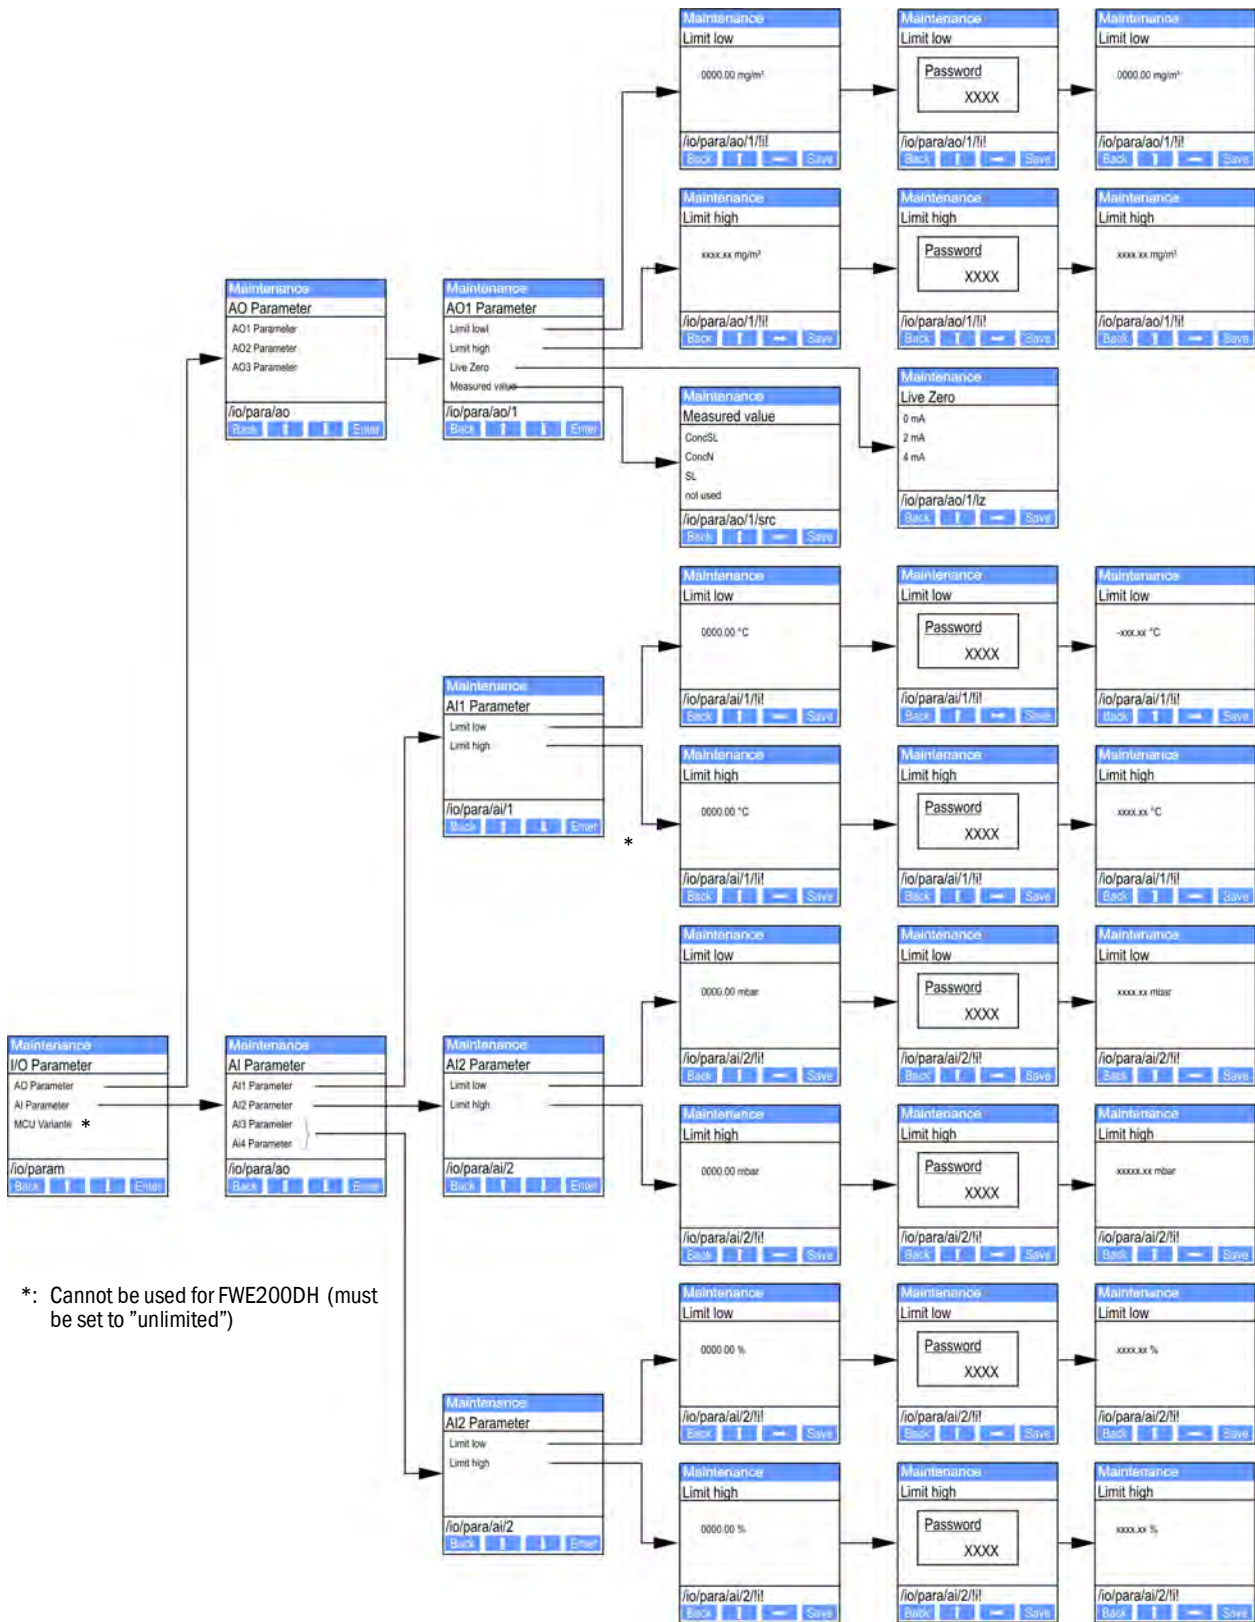 Maintenance
Limit low
0000.00 mg/m³
/io/para/ao/1/!i!
Back Save
Maintenance
Limit low
Password
XXXX
/io/para/ao/1/!i!
Back Save
Maintenance
Limit low
0000.00 mg/m³
/io/para/ao/1/!i!
Back Save
Maintenance
Limit high
xxxx.xx mg/m³
/io/para/ao/1/!i!
Back Save
Maintenance
Limit high
Password
XXXX
/io/para/ao/1/!i!
Back Save
Maintenance
Limit high
xxxx.xx mg/m³
/io/para/ao/1/!i!
Back Save
Maintenance
AO Parameter
AO1 Parameter
AO2 Parameter
AO3 Parameter
/io/para/ao
Back Enter
Maintenance
AO1 Parameter
Limit lowl
Limit high
Live Zero
Measured value
/io/para/ao/1
Back Enter
Maintenance
Measured value
ConcSL
ConcN
SL
not used
/io/para/ao/1/src
Back Save
Maintenance
Live Zero
0 mA
2 mA
4 mA
/io/para/ao/1/lz
Back Save
Maintenance
Limit low
0000.00 °C
/io/para/ai/1/!i!
Back Save
Maintenance
Limit low
Password
XXXX
/io/para/ai/1/!i!
Back Save
Maintenance
Limit low
-xxx.xx °C
/io/para/ai/1/!i!
Back Save
Maintenance
AI1 Parameter
Limit low
Limit high
/io/para/ai/1
Back Enter
*
Maintenance
Limit high
0000.00 °C
/io/para/ai/1/!i!
Back Save
Maintenance
Limit high
Password
XXXX
/io/para/ai/1/!i!
Back Save
Maintenance
Limit high
xxxx.xx °C
/io/para/ai/1/!i!
Back Save
Maintenance
Limit low
0000.00 mbar
/io/para/ai/2/!i!
Back Save
Maintenance
Limit low
Password
XXXX
/io/para/ai/2/!i!
Back Save
Maintenance
Limit low
xxxx.xx mbar
/io/para/ai/2/!i!
Back Save
Maintenance
I/O Parameter
AO Parameter
AI Parameter
MCU Variante *
/io/param
Back Enter
Maintenance
AI Parameter
AI1 Parameter
AI2 Parameter
AI3 Parameter
Ai4 Parameter
/io/para/ao
Back Enter
Maintenance
AI2 Parameter
Limit low
Limit high
/io/para/ai/2
Back Enter
Maintenance
Limit high
0000.00 mbar
/io/para/ai/2/!i!
Back Save
Maintenance
Limit high
Password
XXXX
/io/para/ai/2/!i!
Back Save
Maintenance
Limit high
xxxxx.xx mbar
/io/para/ai/2/!i!
Back Save
*: Cannot be used for FWE200DH (must
be set to "unlimited")
Maintenance
Limit low
0000.00 %
/io/para/ai/2/!i!
Back Save
Maintenance
Limit low
Password
XXXX
/io/para/ai/2/!i!
Back Save
Maintenance
Limit low
xxxx.xx %
/io/para/ai/2/!i!
Back Save
Maintenance
AI2 Parameter
Limit low
Limit high
/io/para/ai/2
Back Enter
Maintenance
Limit high
0000.00 %
/io/para/ai/2/!i!
Back Save
Maintenance
Limit high
Password
XXXX
/io/para/ai/2/!i!
Back Save
Maintenance
Limit high
xxxx.xx %
/io/para/ai/2/!i!
Back Save